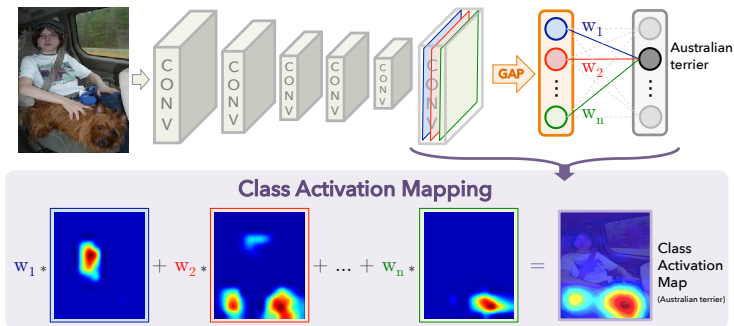 CONV
CONV
CONV
CONV
CONV
CONV
GAP
w1
w2
wn
Australian
terrier
Class Activation Mapping
w1 * + w2 * + ... + wn * =
Class
Activation
Map
(Australian terrier)